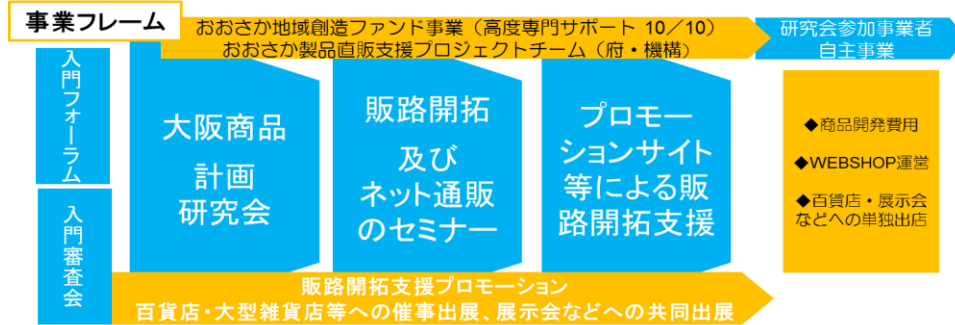 事業フレーム
おおさか地域創造ファンド事業（高度専門サポート 10／10）
おおさか製品直販支援プロジェクトチーム（府・機構）
研究会参加事業者
自主事業
入門フォーラム
入門審査会
大阪商品
計画
研究会
販路開拓
及び
ネット通販
のセミナー
プロモー
ションサイト
等による販
路開拓支援
◆商品開発費用
◆WEBSHOP運営
◆百貨店・展示会
などへの単独出店
販路開拓支援プロモーション
百貨店・大型雑貨店等への催事出展、展示会などへの共同出展